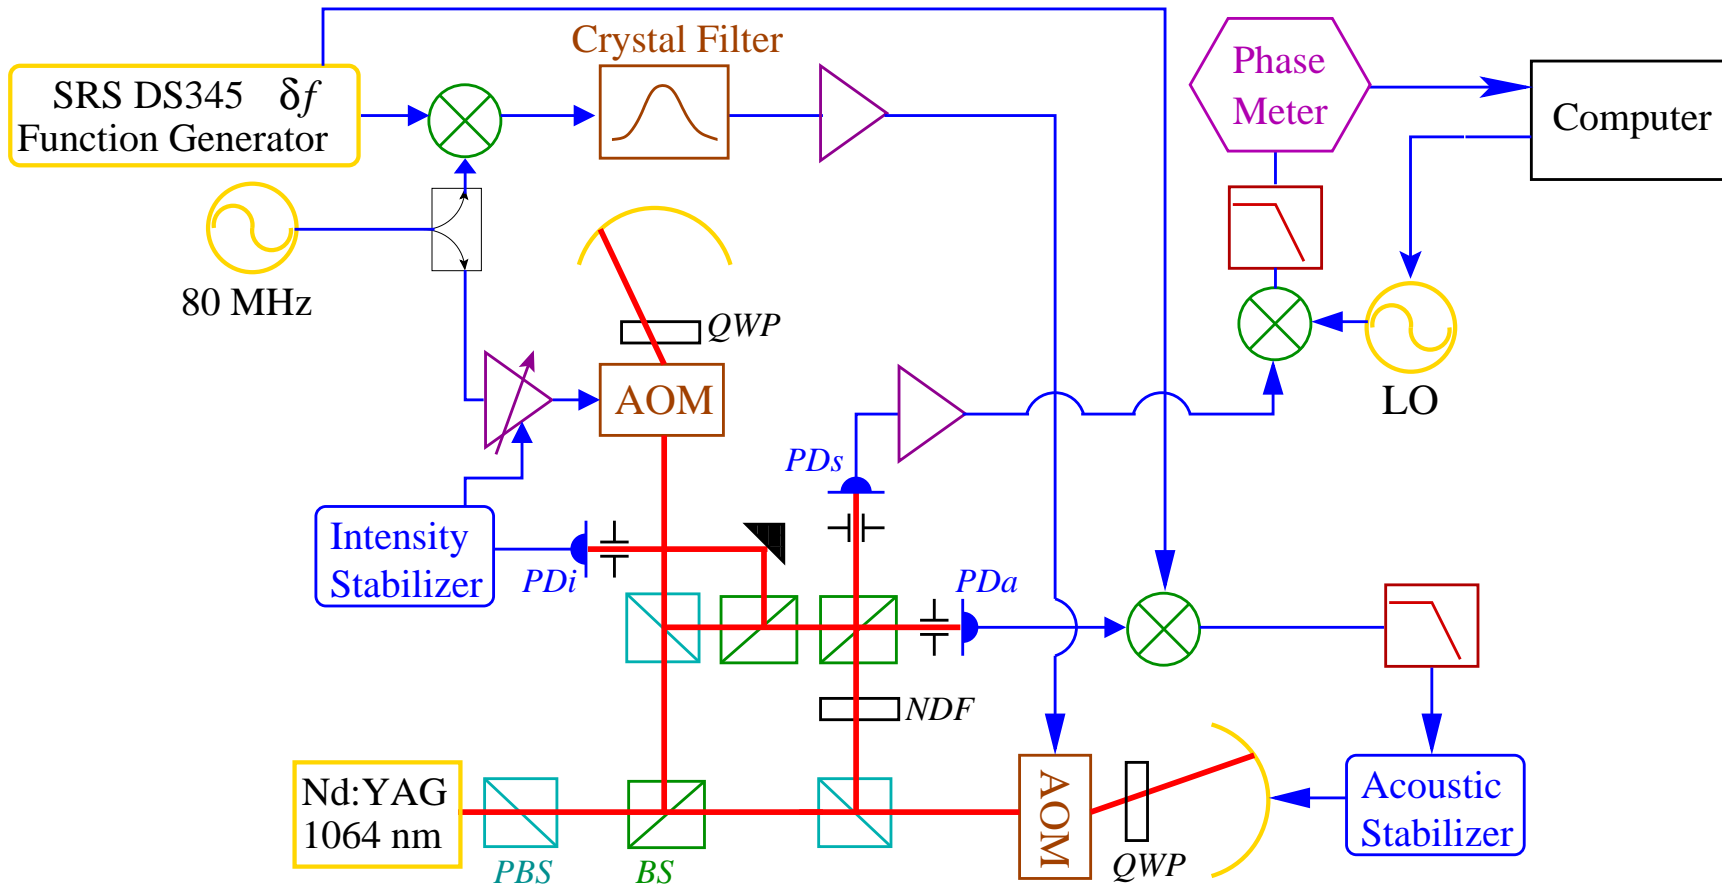 Crystal Filter
SRS DS345 δf
Function Generator
Phase
Meter
Computer
80 MHz
QWP
AOM
LO
PDs
Intensity
Stabilizer
PDi
PDa
NDF
Nd:YAG
1064 nm
PBS
BS
AOM
QWP
Acoustic
Stabilizer